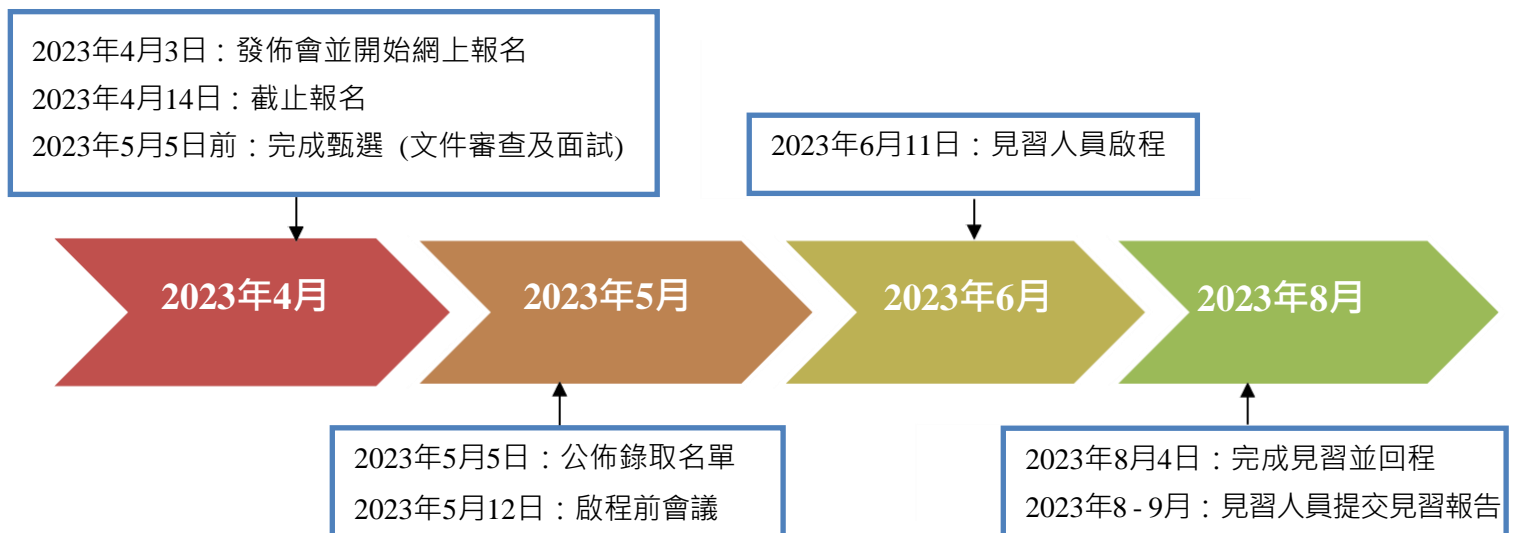 2023年4月3日：發佈會並開始網上報名
2023年4月14日：截止報名
2023年5月5日前：完成甄選 (文件審查及面試)
2023年6月11日：見習人員啟程
2023年4月
2023年5月
2023年6月
2023年8月
2023年5月5日：公佈錄取名單
2023年5月12日：啟程前會議
2023年8月4日：完成見習並回程
2023年8 - 9月：見習人員提交見習報告